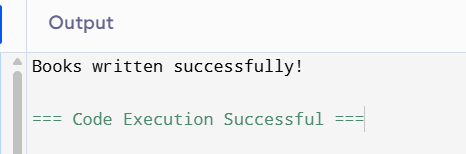 Output
Books written successfully!
=== Code Execution Successful ===